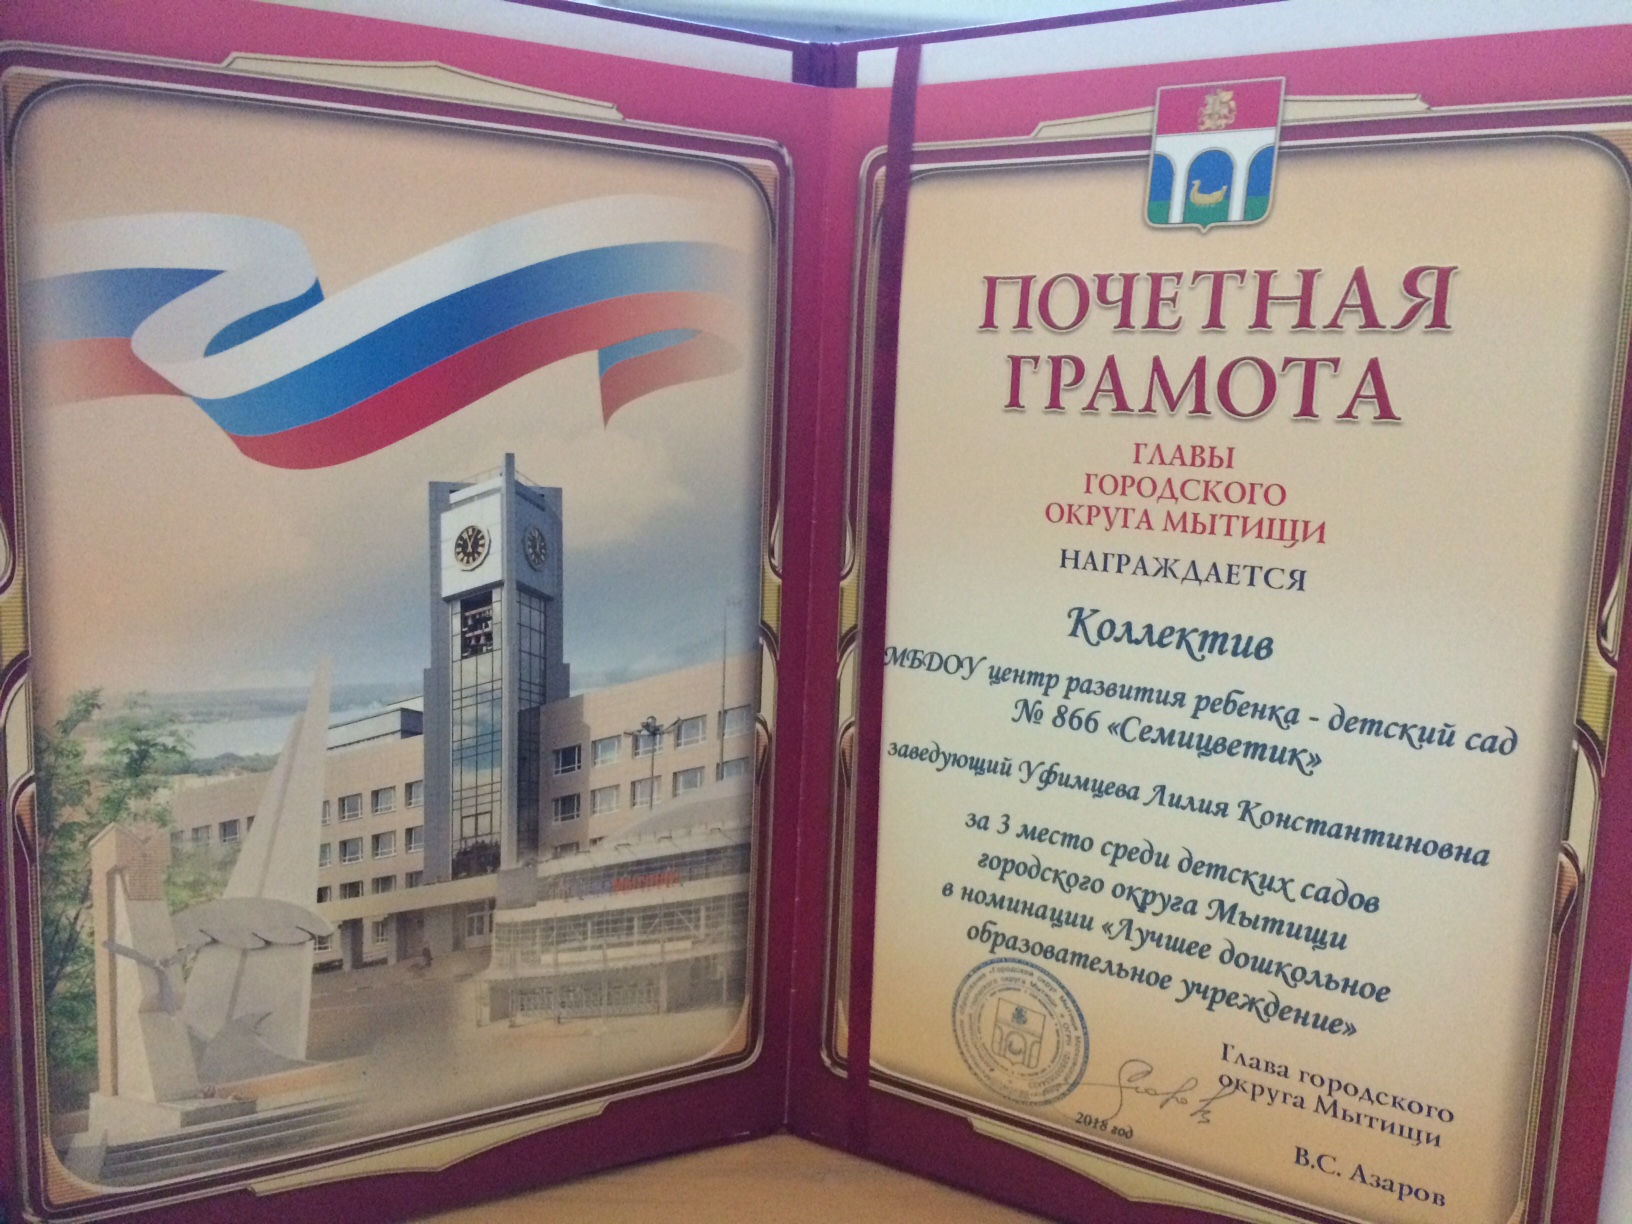 ПОЧЕТНАЯ
ГРАМОТА
ГЛАВЫ
ГОРОДСКОГО
ОКРУГА МЫТИЩИ
НАГРАЖДАЕТСЯ
Коллектив
МБДОУ центр развития ребенка - детский сад
№ 866 «Семицветик»
заведующий Уфимцева Лилия Константиновна
за 3 место среди детских садов
городского округа Мытищи
в номинации «Лучшее дошкольное
образовательное учреждение»
Глава городского
округа Мытищи
2018 год
В.С. Азаров